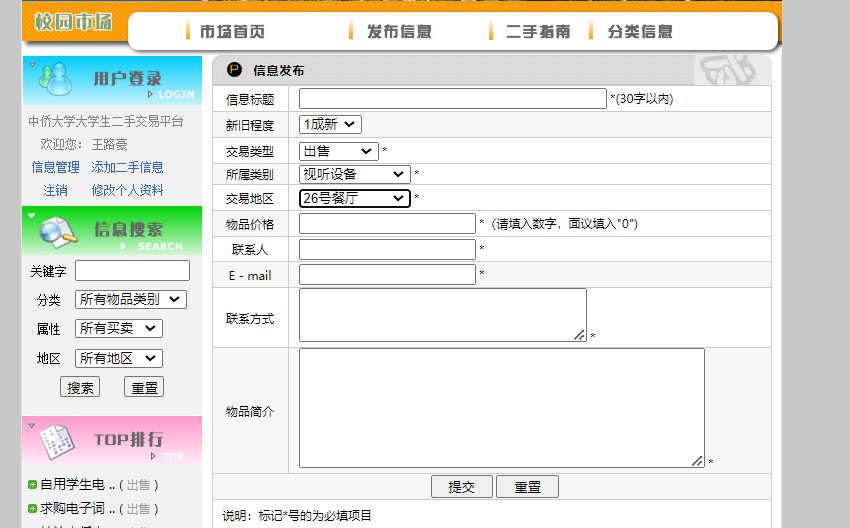 校园市场
市场首页 发布信息 二手指南 分类信息
用户登录
LOGIN
中侨大学大学生二手交易平台
欢迎您： 王路豪
信息管理 添加二手信息
注销 修改个人资料
信息搜索
SEARCH
关键字
分类 所有物品类别
属性 所有买卖
地区 所有地区
搜索 重置
TOP排行
TOP
自用学生电 .. ( 出售 )
求购电子词 .. ( 出售 )
P 信息发布
信息标题 *(30字以内)
新旧程度 1成新
交易类型 出售 *
所属类别 视听设备 *
交易地区 26号餐厅 *
物品价格 * （请填入数字，面议填入"0"）
联系人 *
E - mail *
联系方式 *
物品简介 *
提交 重置
说明：标记*号的为必填项目